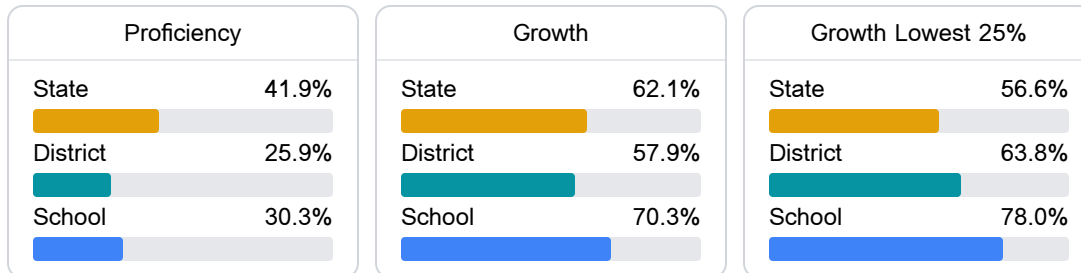 Proficiency
State 41.9%
District 25.9%
School 30.3%
Growth
State 62.1%
District 57.9%
School 70.3%
Growth Lowest 25%
State 56.6%
District 63.8%
School 78.0%